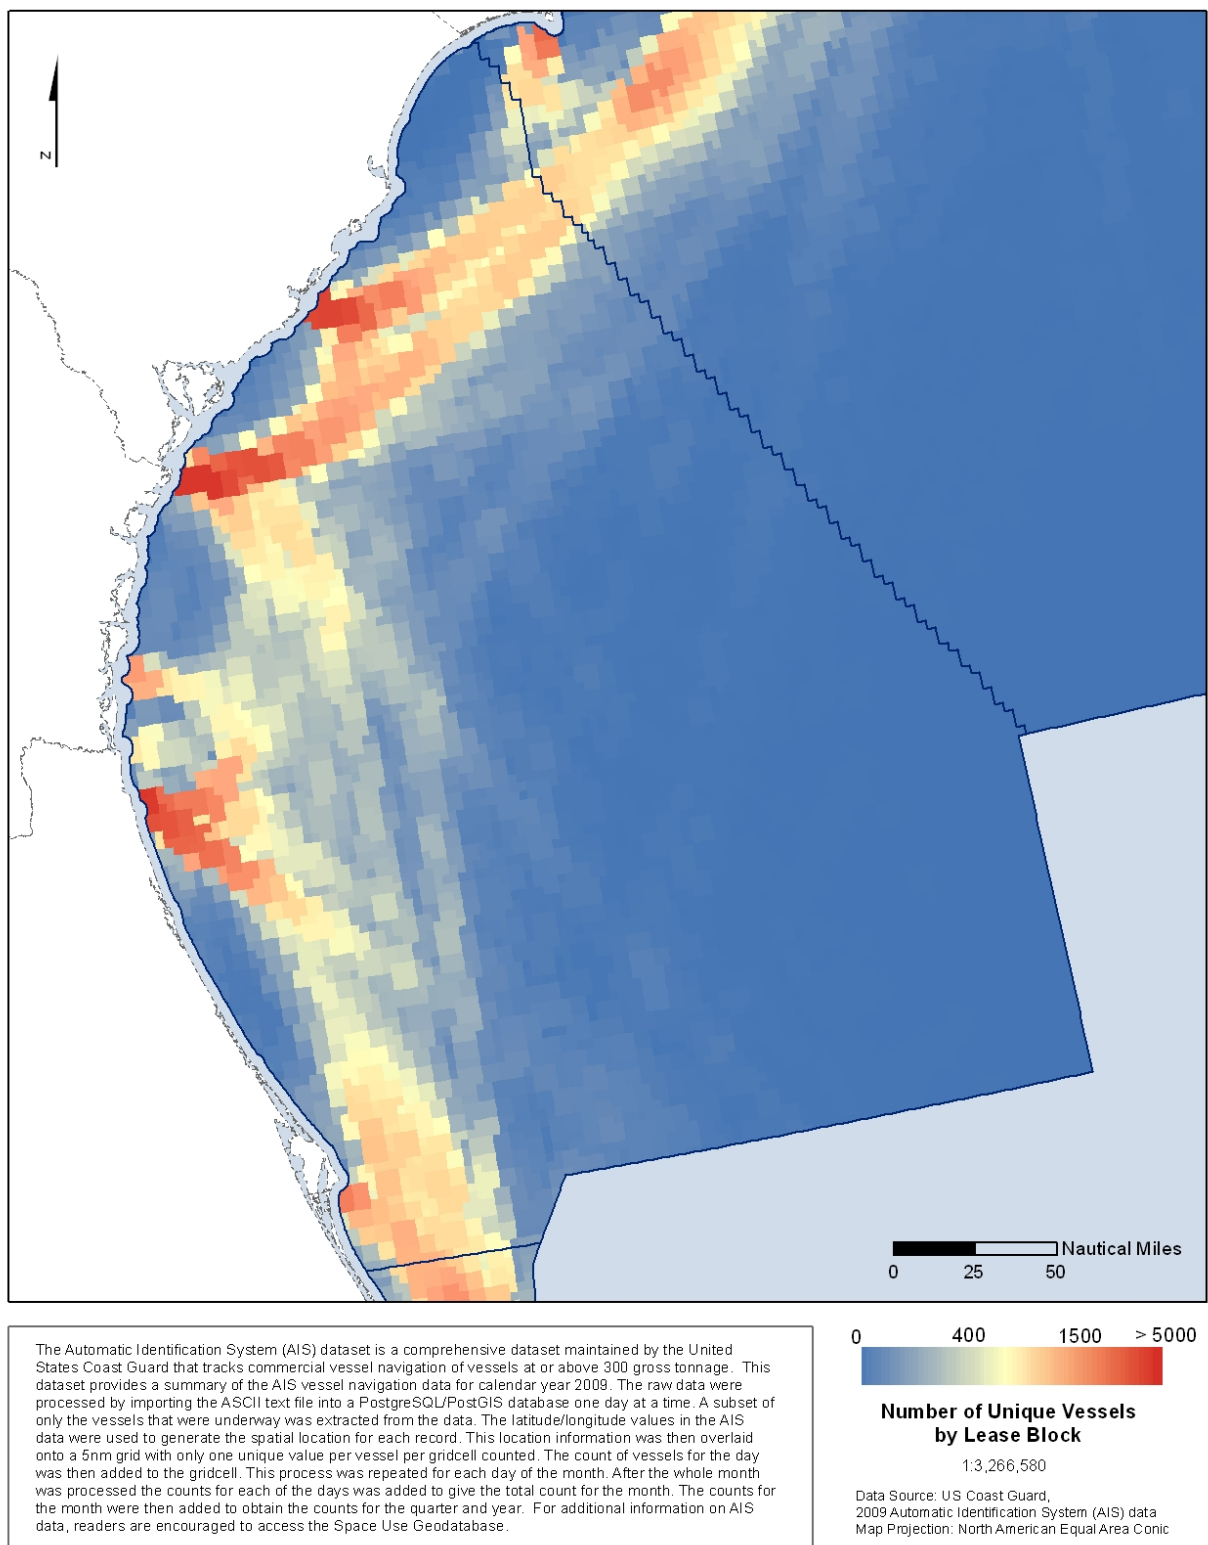 N
Nautical Miles
0 25 50
The Automatic Identification System (AIS) dataset is a comprehensive dataset maintained by the United
States Coast Guard that tracks commercial vessel navigation of vessels at or above 300 gross tonnage. This
dataset provides a summary of the AIS vessel navigation data for calendar year 2009. The raw data were
processed by importing the ASCII text file into a PostgreSQL/PostGIS database one day at a time. A subset of
only the vessels that were underway was extracted from the data. The latitude/longitude values in the AIS
data were used to generate the spatial location for each record. This location information was then overlaid
onto a 5nm grid with only one unique value per vessel per gridcell counted. The count of vessels for the day
was then added to the gridcell. This process was repeated for each day of the month. After the whole month
was processed the counts for each of the days was added to give the total count for the month. The counts for
the month were then added to obtain the counts for the quarter and year. For additional information on AIS
data, readers are encouraged to access the Space Use Geodatabase.
0 400 1500 > 5000
Number of Unique Vessels
by Lease Block
1:3,266,580
Data Source: US Coast Guard,
2009 Automatic Identification System (AIS) data
Map Projection: North American Equal Area Conic